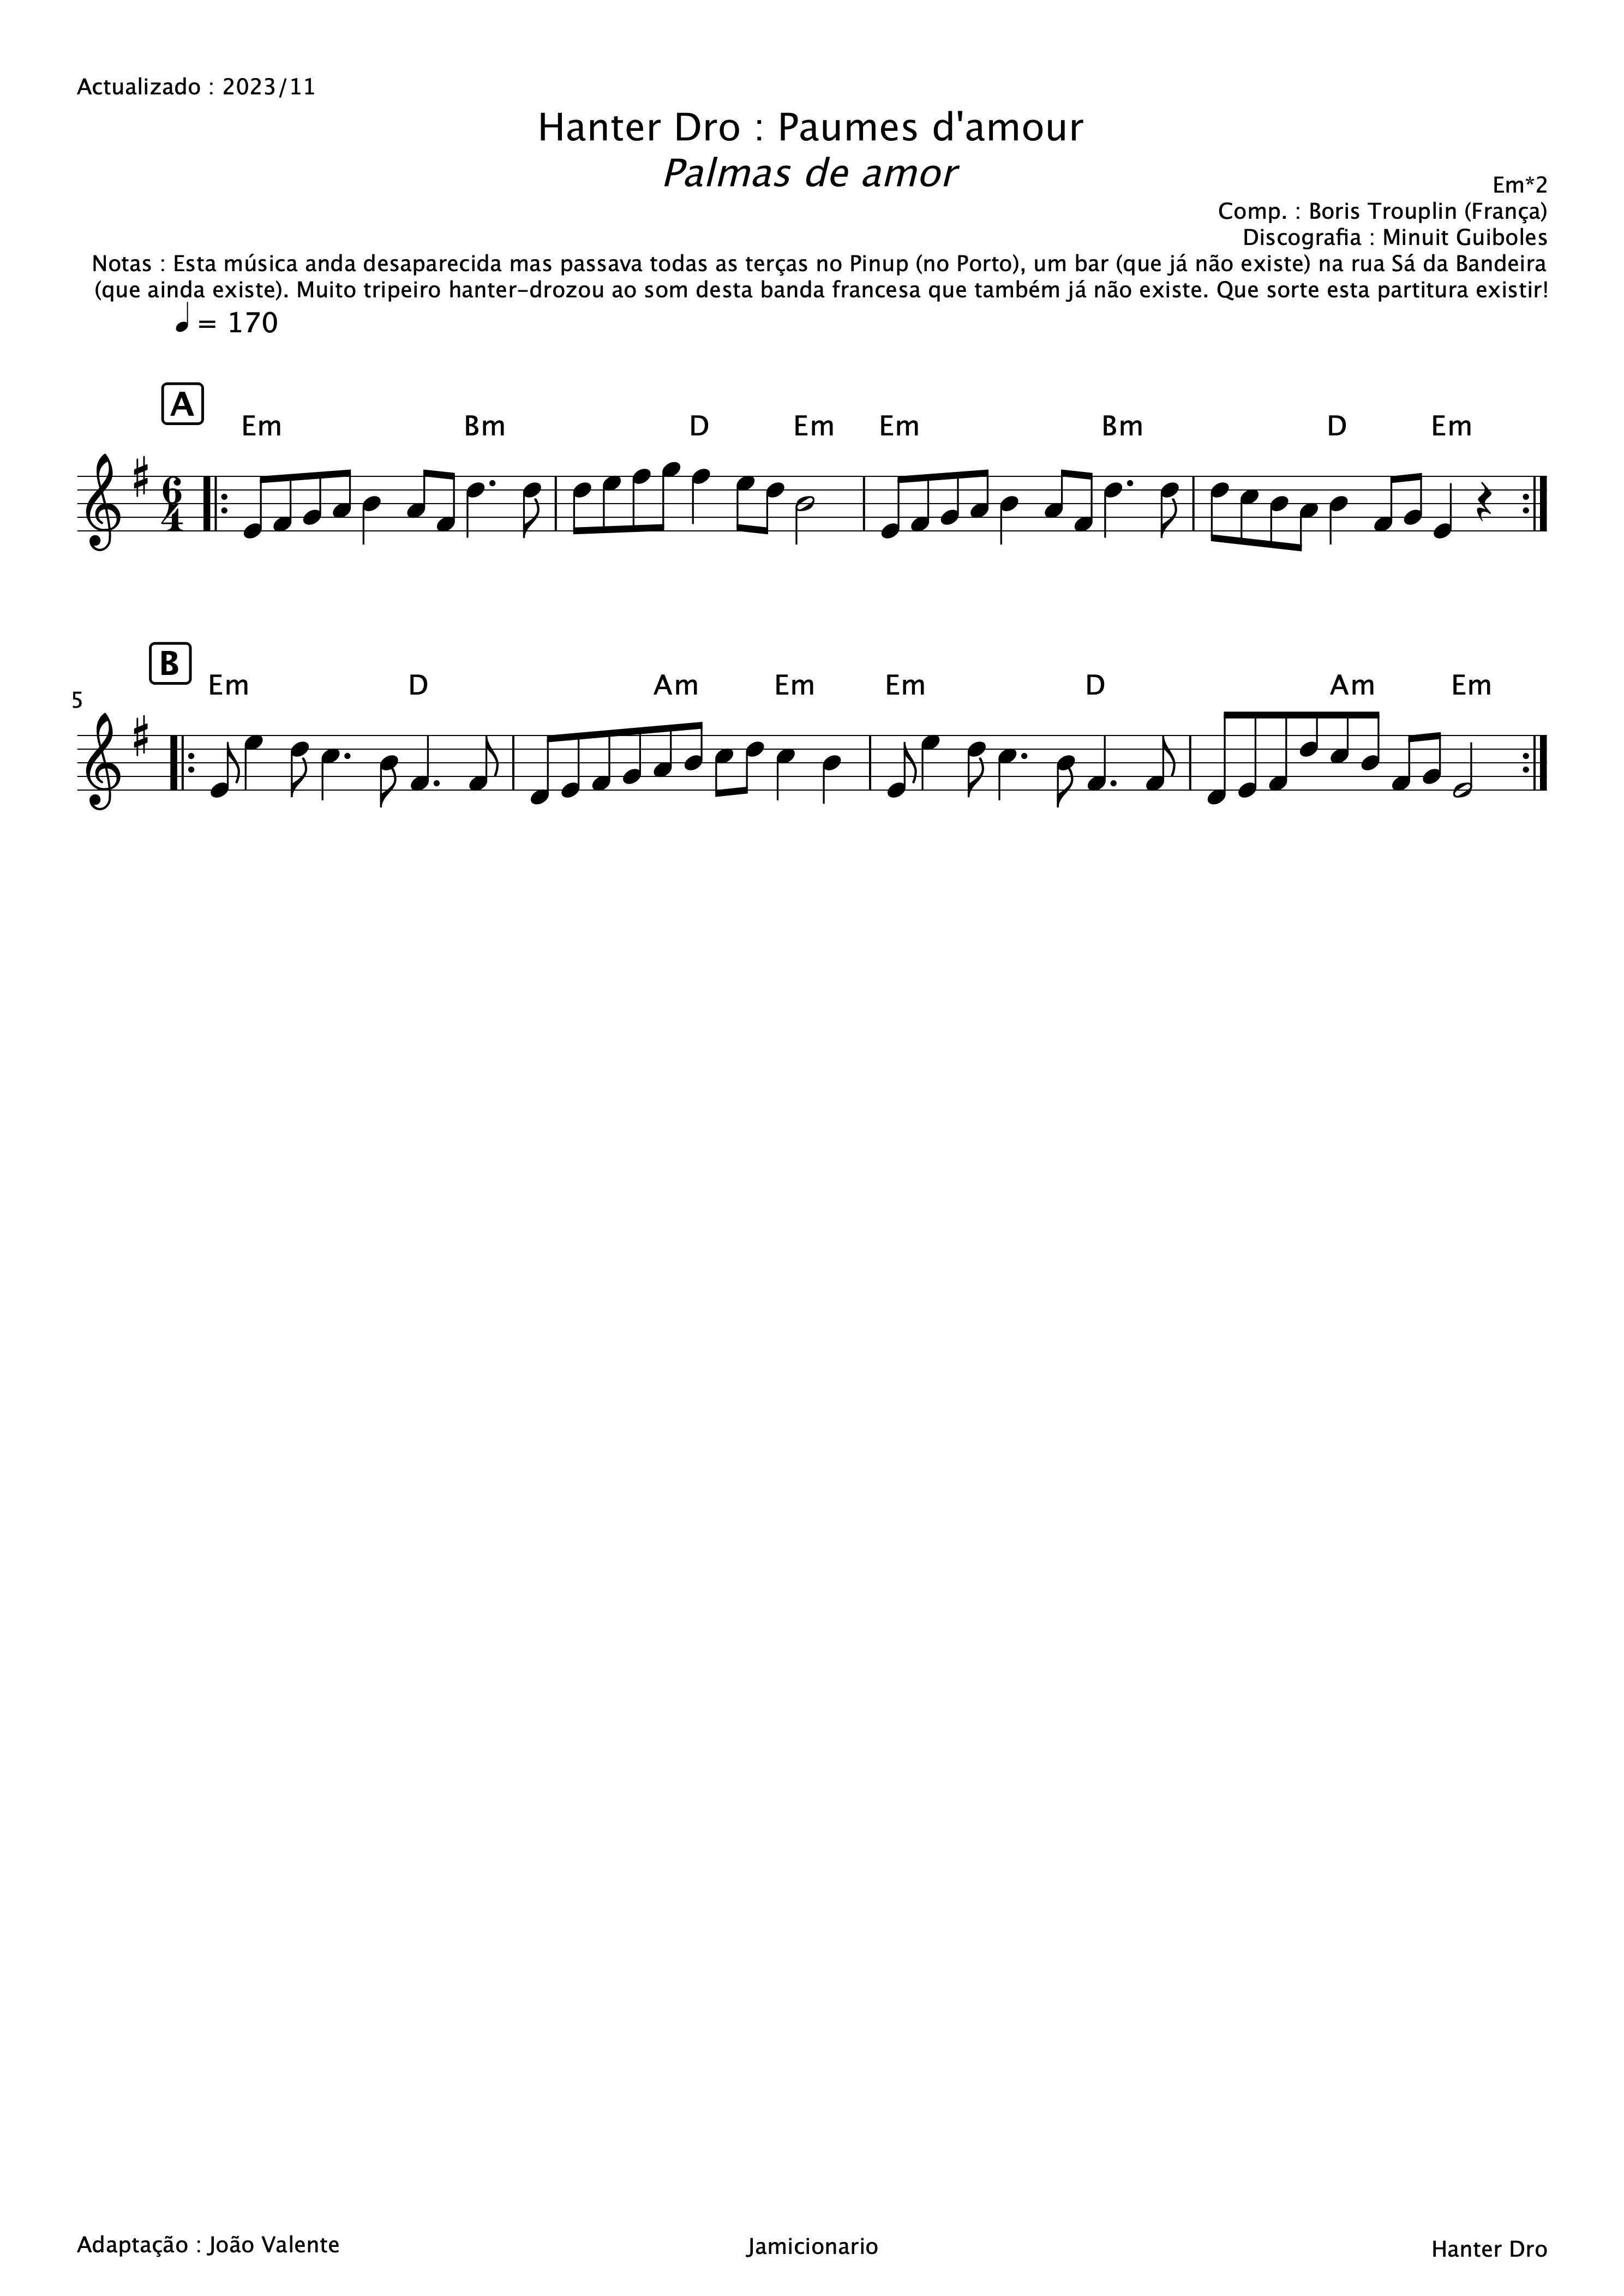 Actualizado : 2023/11
Hanter Dro : Paumes d'amour
Palmas de amor
Em*2
Comp. : Boris Trouplin (França)
Discografia : Minuit Guiboles
Notas : Esta música anda desaparecida mas passava todas as terças no Pinup (no Porto), um bar (que já não existe) na rua Sá da Bandeira
(que ainda existe). Muito tripeiro hanter-drozou ao som desta banda francesa que também já não existe. Que sorte esta partitura existir!
= 170
A
Em Bm D Em Em Bm D Em
6
4
B
Em D Am Em Em D Am Em
5
Adaptação : João Valente Jamicionario Hanter Dro